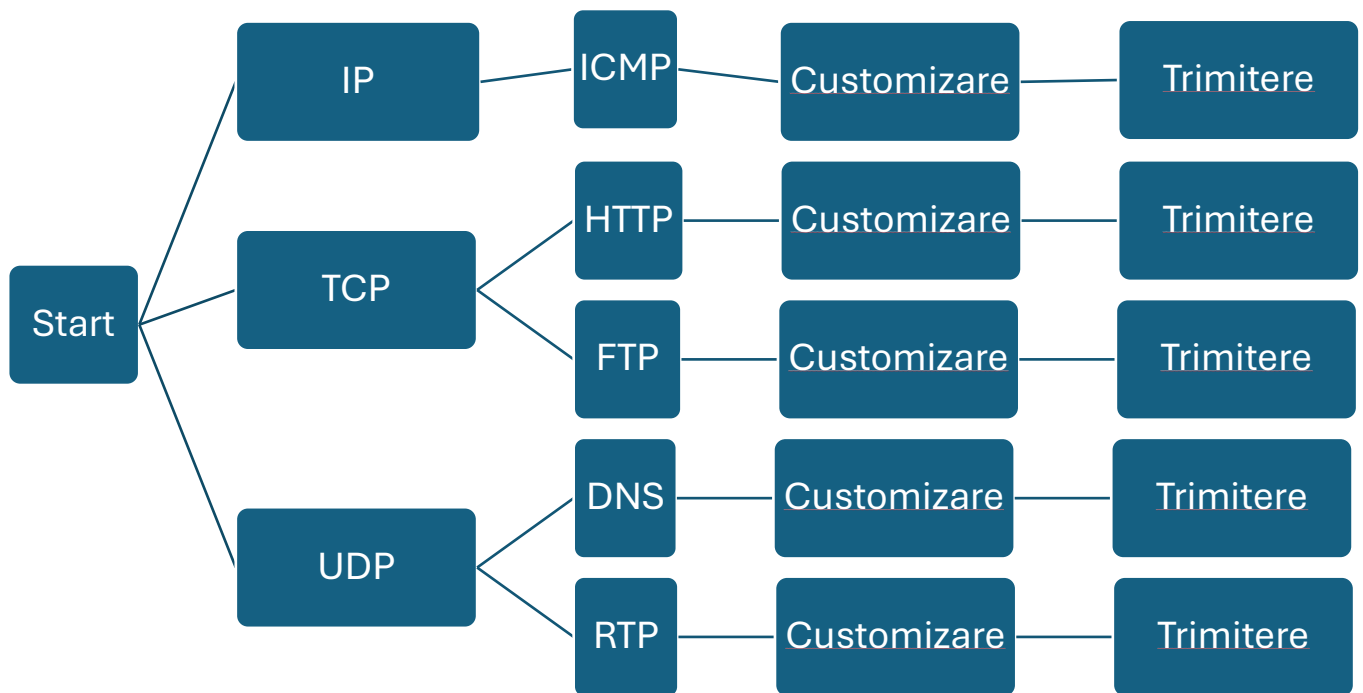 IP
ICMP
Customizare
Trimitere
HTTP
Customizare
Trimitere
TCP
Start
FTP
Customizare
Trimitere
DNS
Customizare
Trimitere
UDP
RTP
Customizare
Trimitere